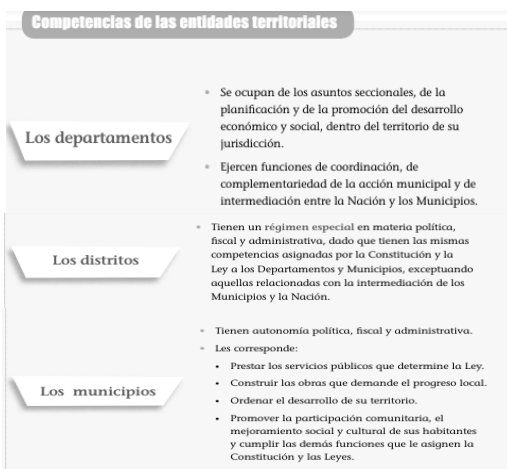 Competencias de las entidades territoriales
Los departamentos
• Se ocupan de los asuntos seccionales, de la
planificación y de la promoción del desarrollo
económico y social, dentro del territorio de su
jurisdicción.
• Ejercen funciones de coordinación, de
complementariedad de la acción municipal y de
intermediación entre la Nación y los Municipios.
Los distritos
• Tienen un régimen especial en materia política,
fiscal y administrativa, dado que tienen las mismas
competencias asignadas por la Constitución y la
Ley a los Departamentos y Municipios, exceptuando
aquellas relacionadas con la intermediación de los
Municipios y la Nación.
Los municipios
• Tienen autonomía política, fiscal y administrativa.
• Les corresponde:
• Prestar los servicios públicos que determine la Ley.
• Construir las obras que demande el progreso local.
• Ordenar el desarrollo de su territorio.
• Promover la participación comunitaria, el
mejoramiento social y cultural de sus habitantes
y cumplir las demás funciones que le asignen la
Constitución y las Leyes.